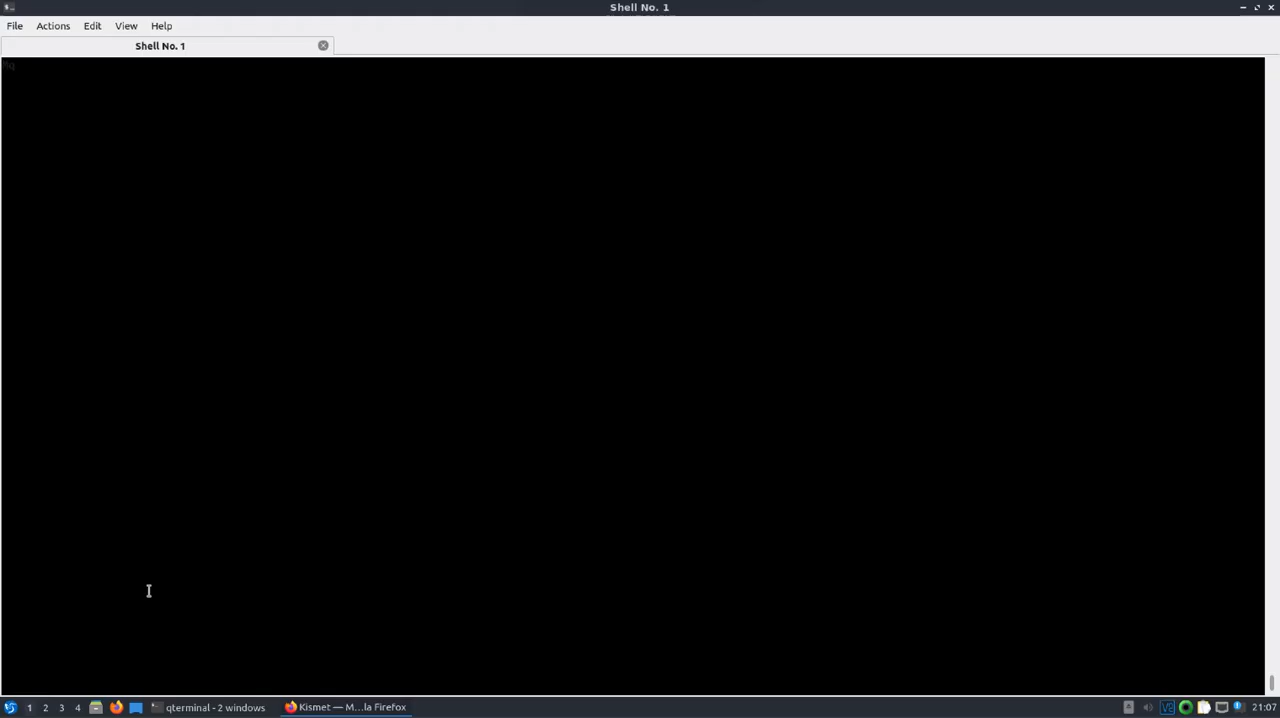 Shell No. 1
File Actions Edit View Help
Shell No. 1
1 2 3 4 qterminal - 2 windows Kismet — M...la Firefox 21:07